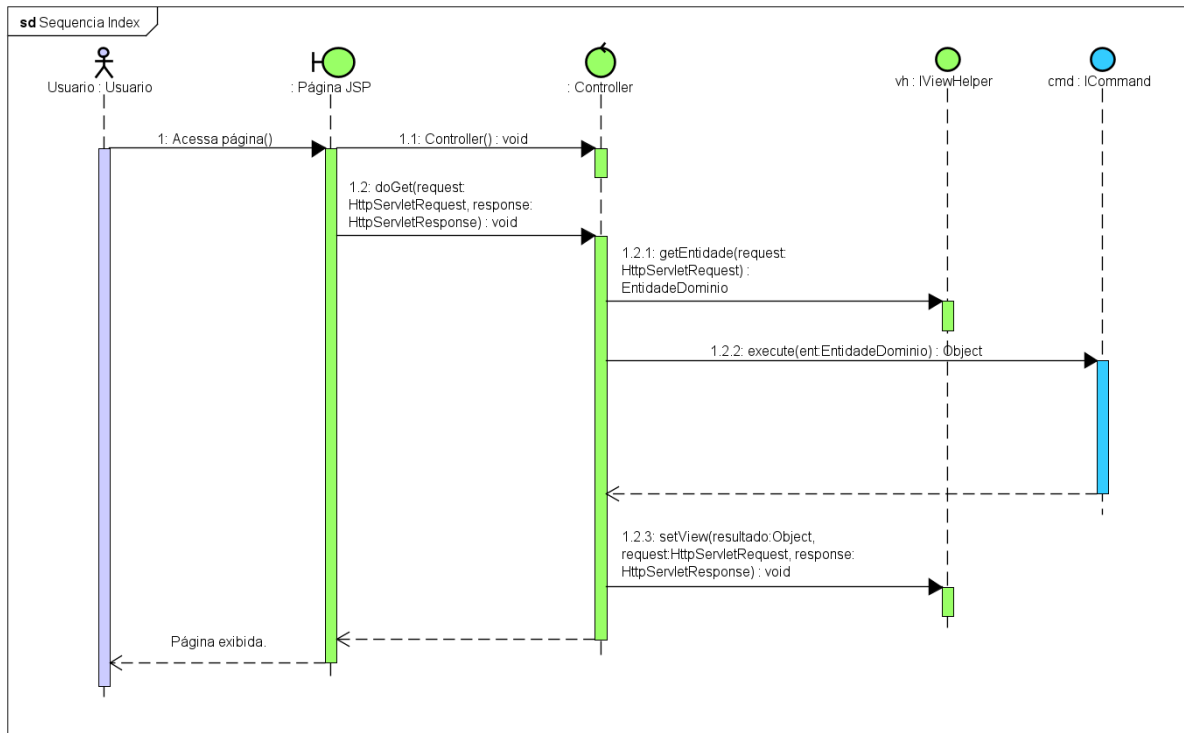 sd Sequencia Index
Usuario : Usuario
: Página JSP
: Controller
vh : IViewHelper
cmd : ICommand
1: Acessa página()
1.1: Controller() : void
1.2: doGet(request:
HttpServletRequest, response:
HttpServletResponse) : void
1.2.1: getEntidade(request:
HttpServletRequest) :
EntidadeDominio
1.2.2: execute(ent:EntidadeDominio) : Object
1.2.3: setView(resultado:Object,
request:HttpServletRequest, response:
HttpServletResponse) : void
Página exibida.